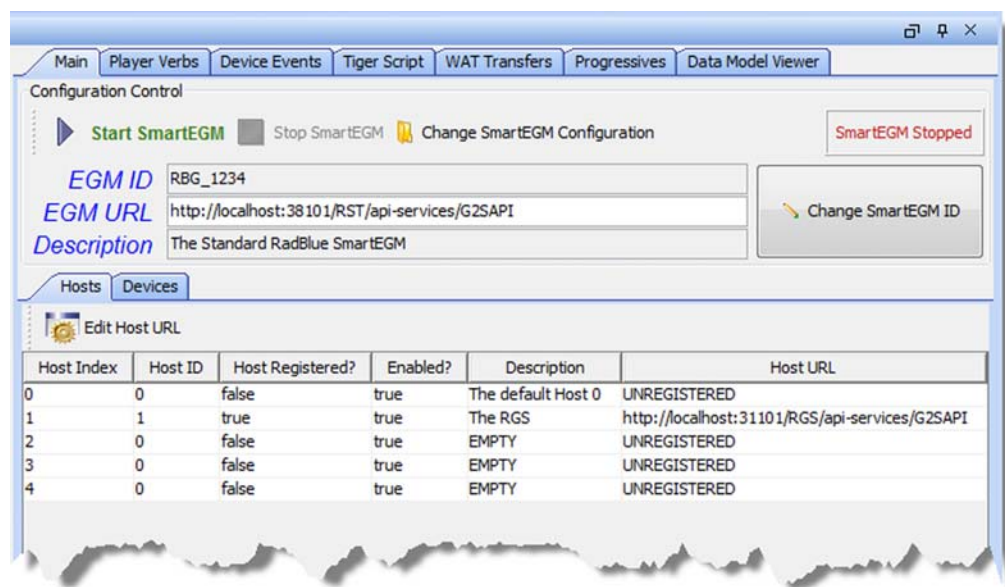 Main Player Verbs Device Events Tiger Script WAT Transfers Progressives Data Model Viewer
Configuration Control
Start SmartEGM Stop SmartEGM Change SmartEGM Configuration SmartEGM Stopped
EGM ID RBG_1234
EGM URL http://localhost:38101/RST/api-services/G2SAPI
Change SmartEGM ID
Description The Standard RadBlue SmartEGM
Hosts Devices
Edit Host URL
Host Index Host ID Host Registered? Enabled? Description Host URL
0 0 false true The default Host 0 UNREGISTERED
1 1 true true The RGS http://localhost:31101/RGS/api-services/G2SAPI
2 0 false true EMPTY UNREGISTERED
3 0 false true EMPTY UNREGISTERED
4 0 false true EMPTY UNREGISTERED